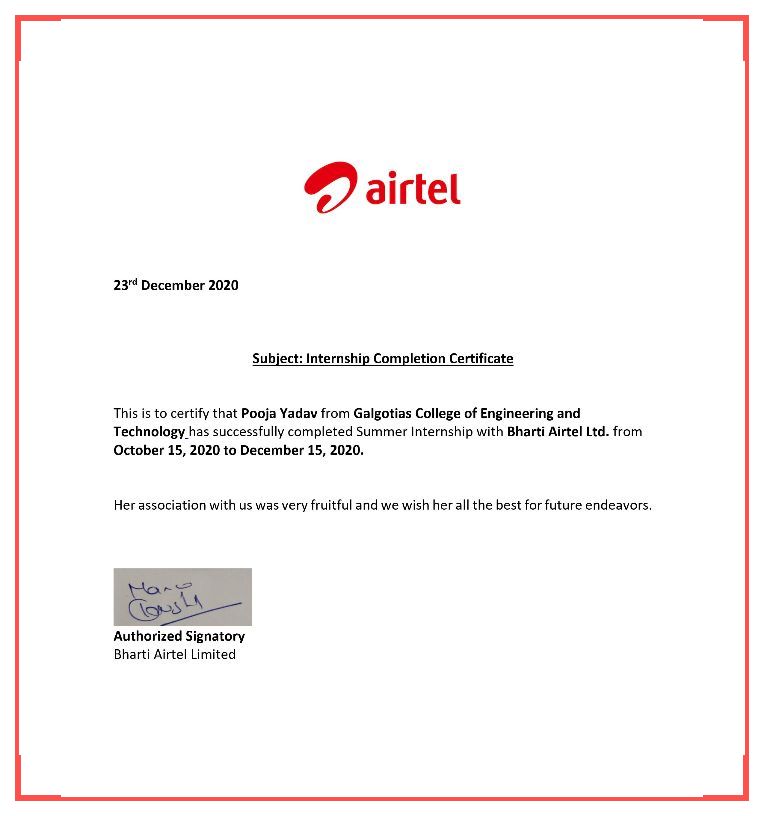 airtel
23rd December 2020
Subject: Internship Completion Certificate
This is to certify that Pooja Yadav from Galgotias College of Engineering and
Technology has successfully completed Summer Internship with Bharti Airtel Ltd. from
October 15, 2020 to December 15, 2020.
Her association with us was very fruitful and we wish her all the best for future endeavors.
Authorized Signatory
Bharti Airtel Limited